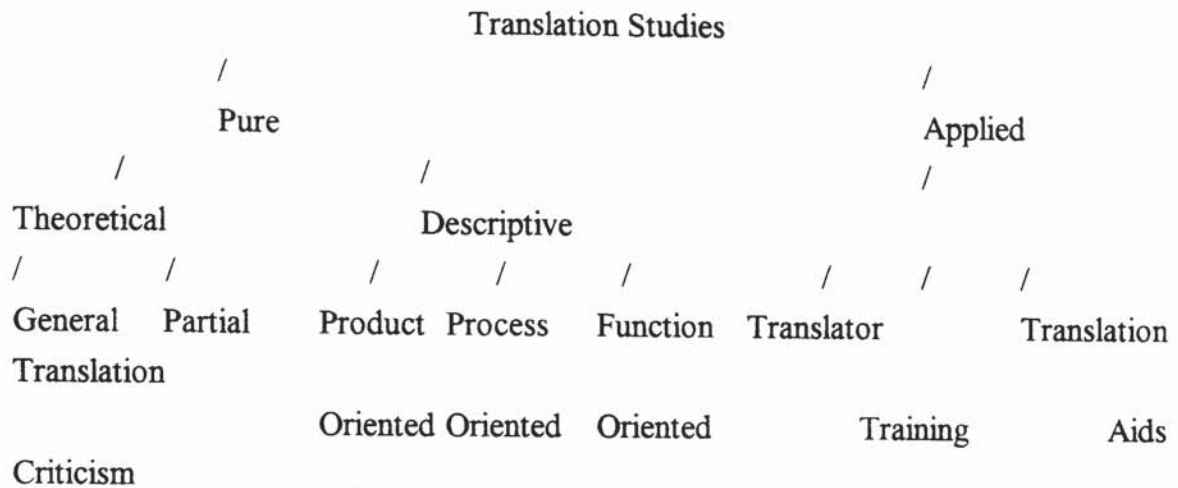 Translation Studies
/ /
Pure Applied
/ / /
Theoretical Descriptive
/ / / / / / / /
General Partial Product Process Function Translator Translation
Translation
Oriented Oriented Oriented Training Aids
Criticism